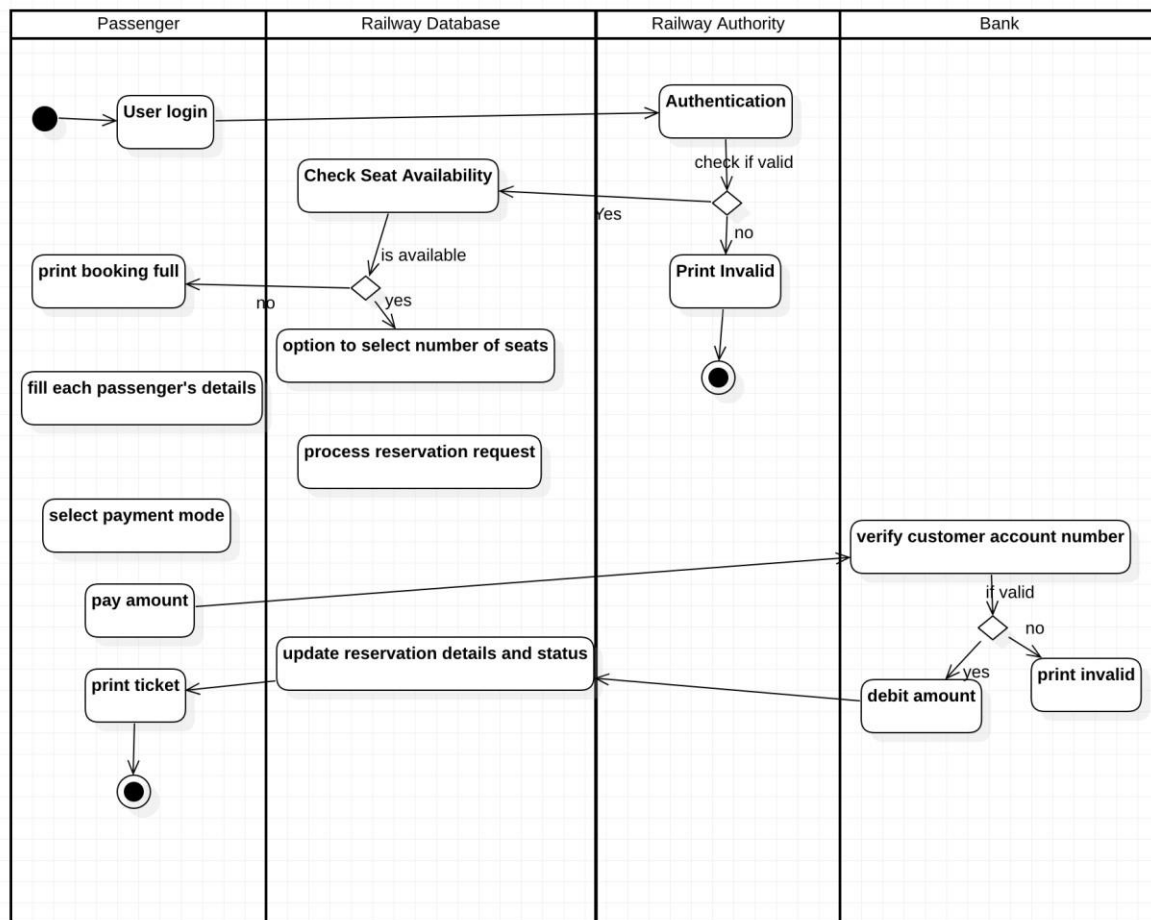 Passenger
Railway Database
Railway Authority
Bank
User login
Authentication
check if valid
Check Seat Availability
Yes
no
is available
print booking full
Print Invalid
no
yes
option to select number of seats
fill each passenger's details
process reservation request
select payment mode
verify customer account number
if valid
pay amount
no
update reservation details and status
yes
print invalid
print ticket
debit amount